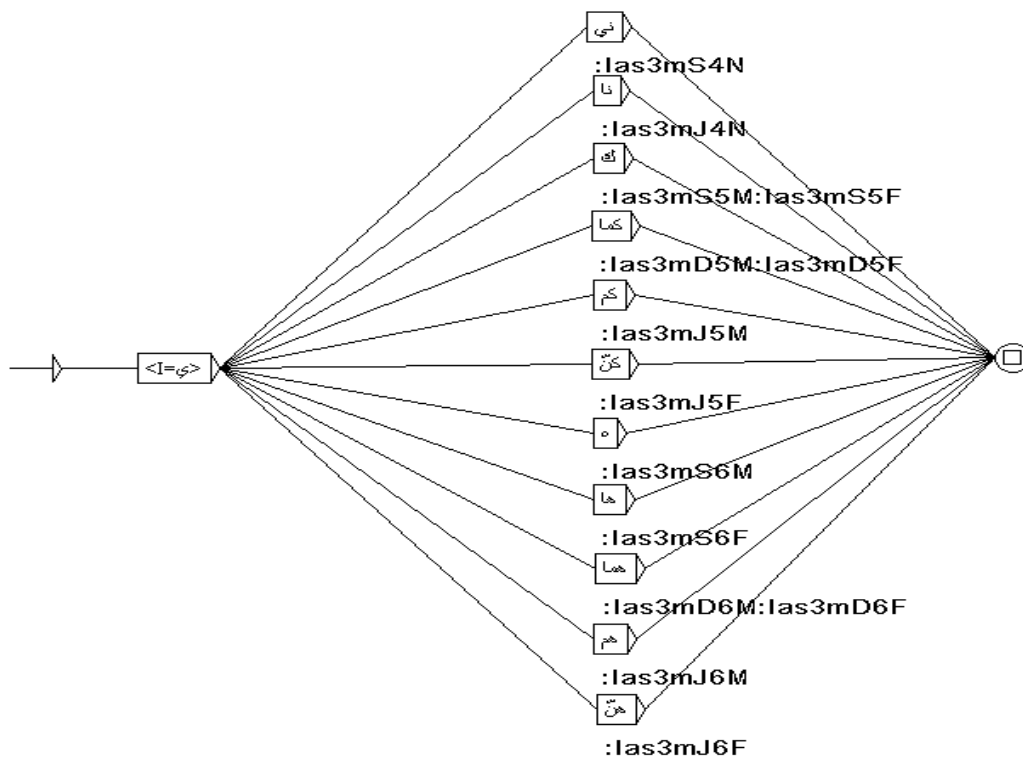 ني
:Ias3mS4N
نا
:Ias3mJ4N
ك
:Ias3mS5M:Ias3mS5F
كما
:Ias3mD5M:Ias3mD5F
كم
:Ias3mJ5M
<I=ي>
كنّ
:Ias3mJ5F
ه
:Ias3mS6M
ها
:Ias3mS6F
هما
:Ias3mD6M:Ias3mD6F
هم
:Ias3mJ6M
هنّ
:Ias3mJ6F